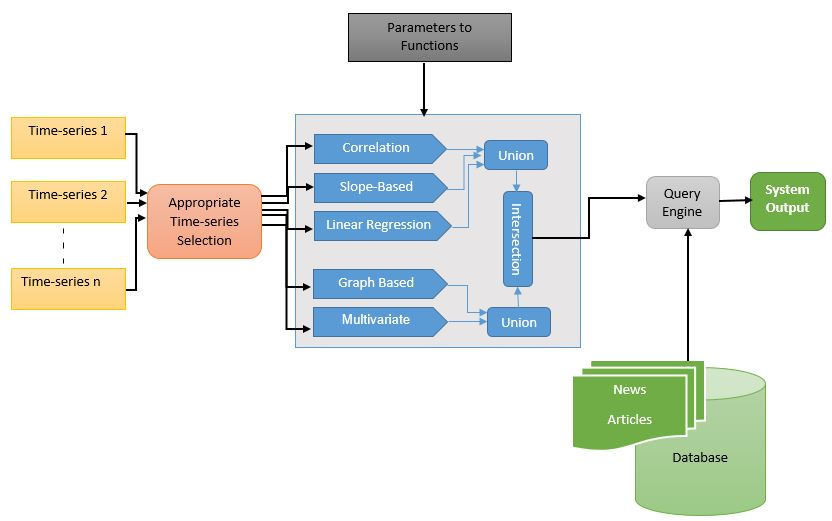 Parameters to
Functions
Time-series 1
Time-series 2
Time-series n
Appropriate
Time-series
Selection
Correlation
Slope-Based
Linear Regression
Graph Based
Multivariate
Union
Intersection
Union
Query
Engine
System
Output
News
Articles
Database